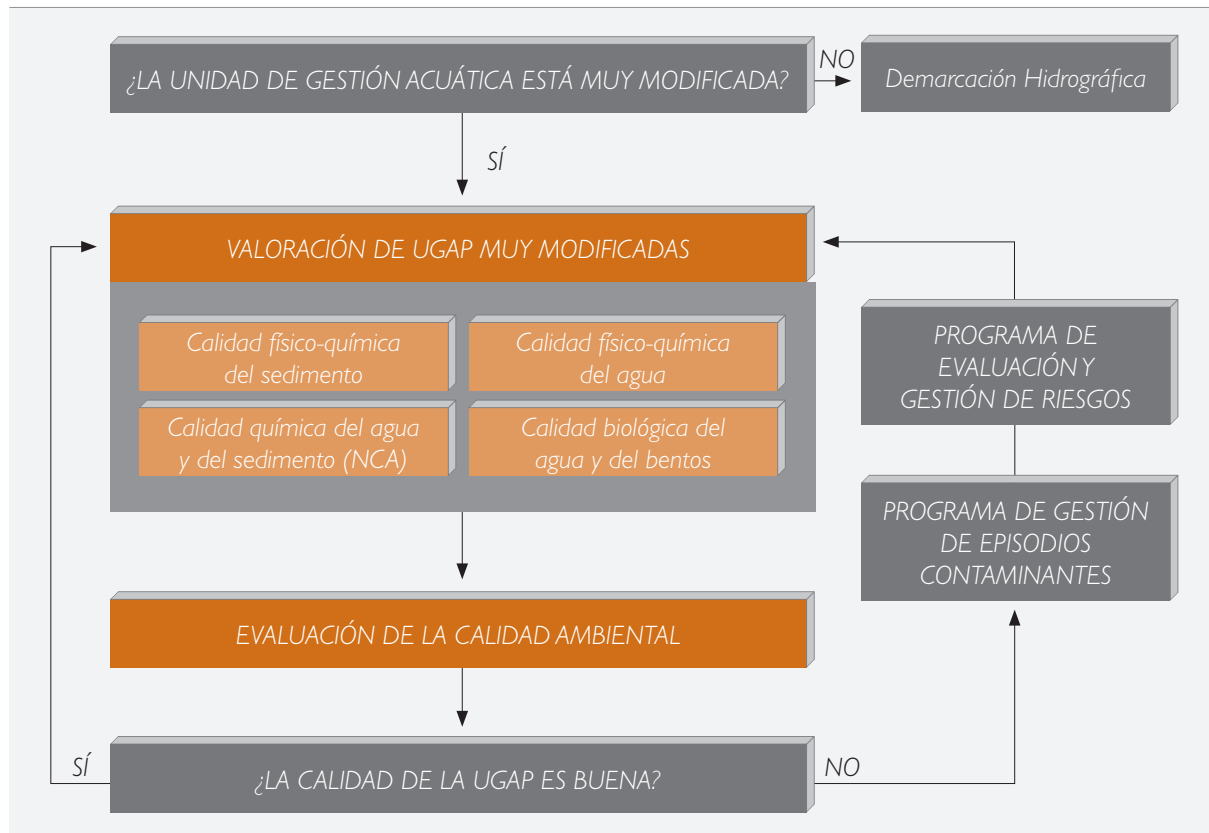 ¿LA UNIDAD DE GESTIÓN ACUÁTICA ESTÁ MUY MODIFICADA?
NO
Demarcación Hidrográfica
SÍ
VALORACIÓN DE UGAP MUY MODIFICADAS
Calidad físico-química
del sedimento
Calidad físico-química
del agua
Calidad química del agua
y del sedimento (NCA)
Calidad biológica del
agua y del bentos
PROGRAMA DE
EVALUACIÓN Y
GESTIÓN DE RIESGOS
PROGRAMA DE GESTIÓN
DE EPISODIOS
CONTAMINANTES
EVALUACIÓN DE LA CALIDAD AMBIENTAL
SÍ
¿LA CALIDAD DE LA UGAP ES BUENA?
NO